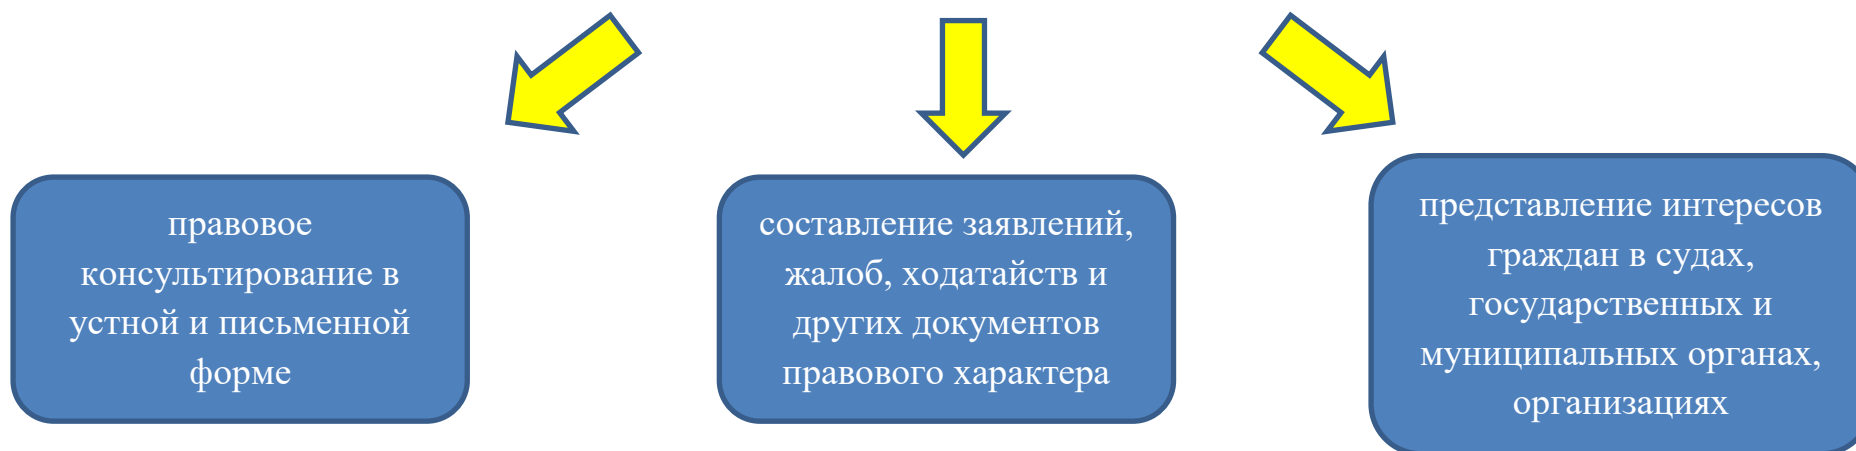 правовое
консультирование в
устной и письменной
форме
составление заявлений,
жалоб, ходатайств и
других документов
правового характера
представление интересов
граждан в судах,
государственных и
муниципальных органах,
организациях